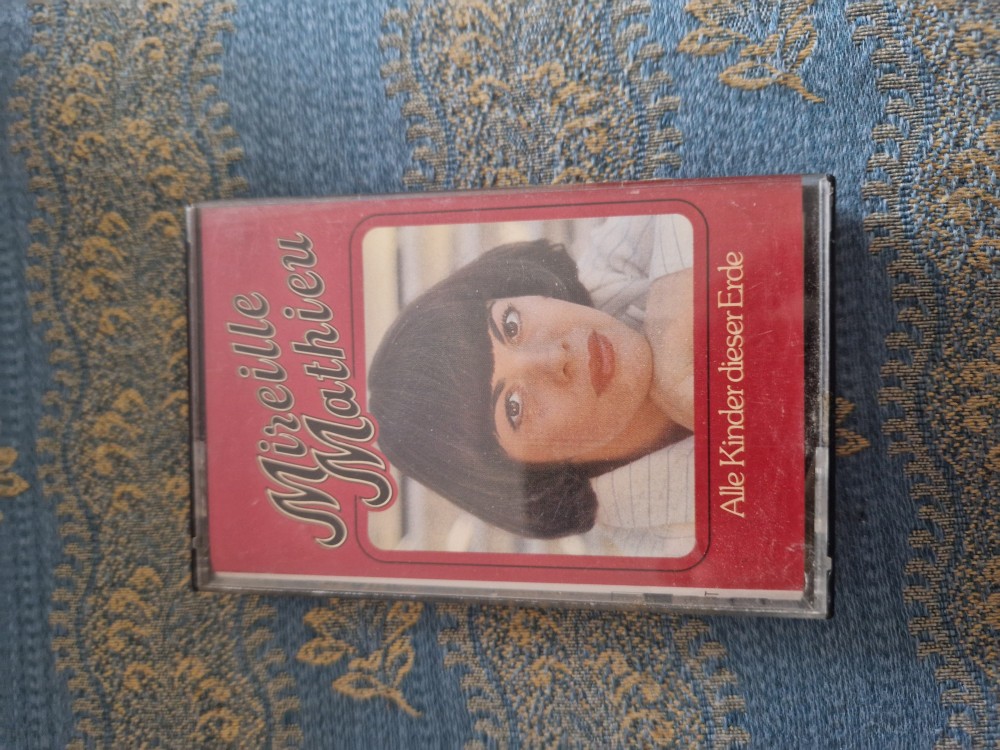 Mireille
Mathieu
Alle Kinder dieser Erde